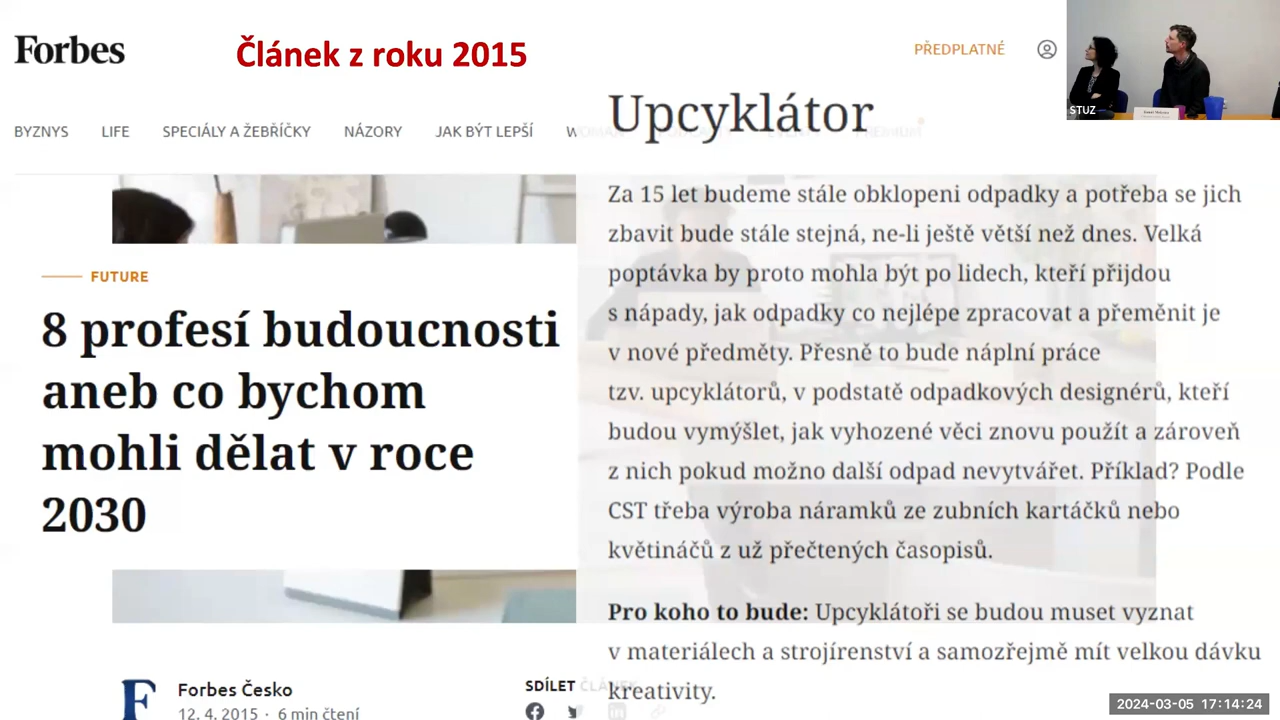 Forbes
Článek z roku 2015
PŘEDPLATNÉ
STUZ
BYZNYS LIFE SPECIÁLY A ŽEBŘÍČKY NÁZORY JAK BÝT LEPŠÍ WOMAN PODCASTY EVENTY PREMIUM
FUTURE
8 profesí budoucnosti
aneb co bychom
mohli dělat v roce
2030
Forbes Česko
12. 4. 2015 · 6 min čtení
SDÍLET ČLÁNEK
Upcyklátor
Za 15 let budeme stále obklopeni odpadky a potřeba se jich
zbavit bude stále stejná, ne-li ještě větší než dnes. Velká
poptávka by proto mohla být po lidech, kteří přijdou
s nápady, jak odpadky co nejlépe zpracovat a přeměnit je
v nové předměty. Přesně to bude náplní práce
tzv. upcyklátorů, v podstatě odpadkových designérů, kteří
budou vymýšlet, jak vyhozené věci znovu použít a zároveň
z nich pokud možno další odpad nevytvářet. Příklad? Podle
CST třeba výroba náramků ze zubních kartáčků nebo
květináčů z už přečtených časopisů.
Pro koho to bude: Upcyklátoři se budou muset vyznat
v materiálech a strojírenství a samozřejmě mít velkou dávku
kreativity.
2024-03-05 17:14:24